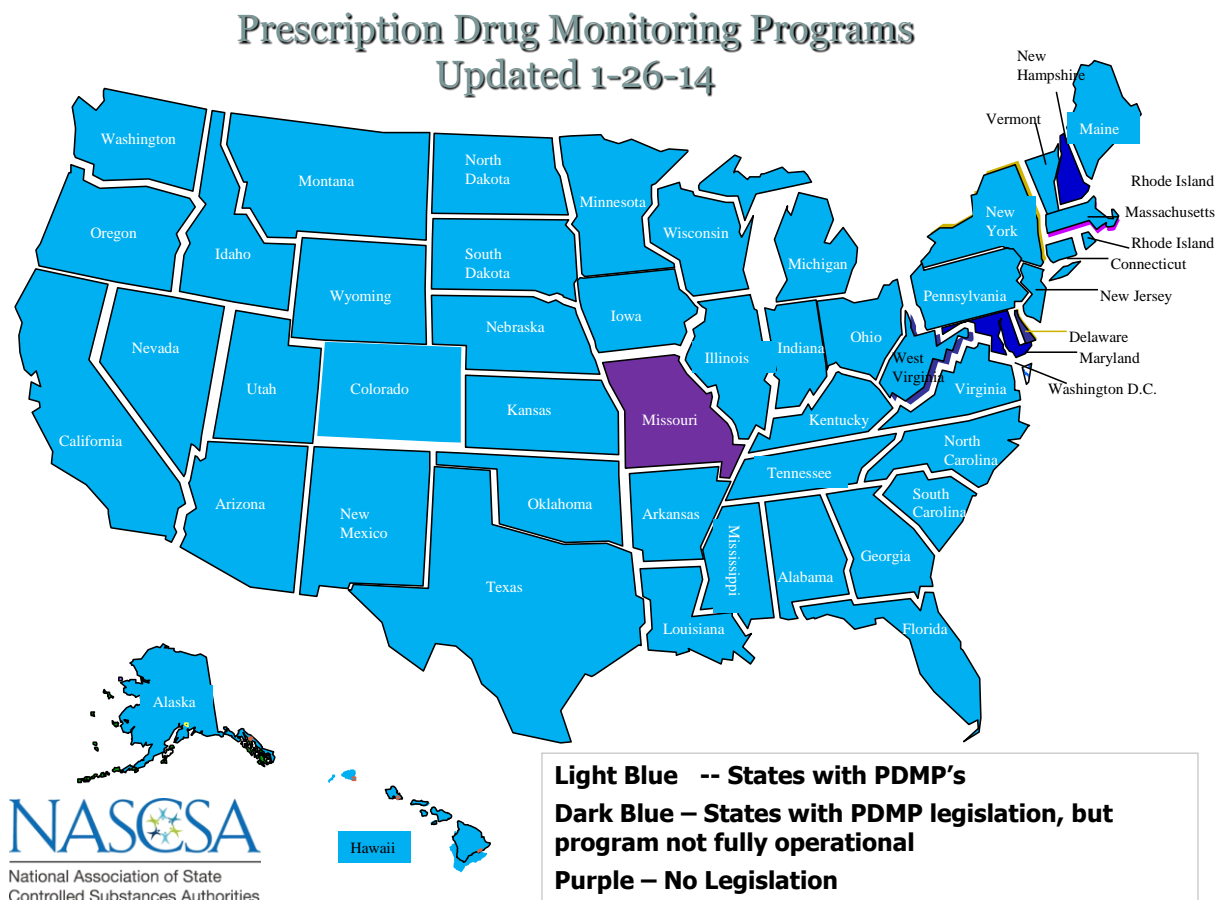 Prescription Drug Monitoring Programs
Updated 1-26-14
New
Hampshire
Vermont
Maine
Washington
Montana
North
Dakota
Minnesota
Rhode Island
Massachusetts
Rhode Island
Connecticut
New Jersey
Delaware
Maryland
Washington D.C.
Oregon
Idaho
South
Dakota
Wisconsin
Michigan
New
York
Wyoming
Pennsylvania
Nebraska
Iowa
Nevada
Utah
Colorado
Kansas
Illinois
Indiana
Ohio
West
Virginia
Virginia
California
Missouri
Kentucky
North
Carolina
Tennessee
Arizona
New
Mexico
Oklahoma
Arkansas
South
Carolina
Mississippi
Alabama
Georgia
Texas
Louisiana
Florida
Alaska
Hawaii
Light Blue -- States with PDMP's
Dark Blue – States with PDMP legislation, but
program not fully operational
Purple – No Legislation
NASCSA
National Association of State
Controlled Substances Authorities